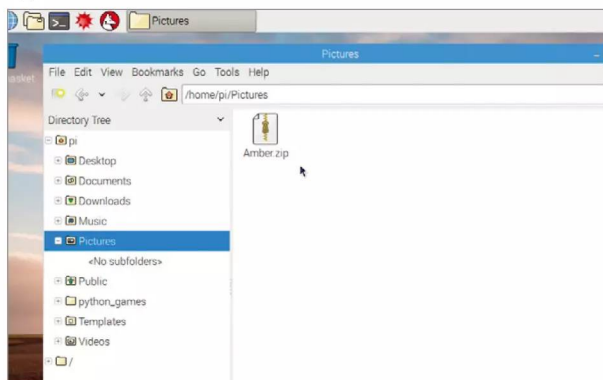 Pictures
Pictures
File Edit View Bookmarks Go Tools Help
/home/pi/Pictures
Directory Tree
Amber.zip
pi
Desktop
Documents
Downloads
Music
Pictures
<No subfolders>
Public
python_games
Templates
Videos
/